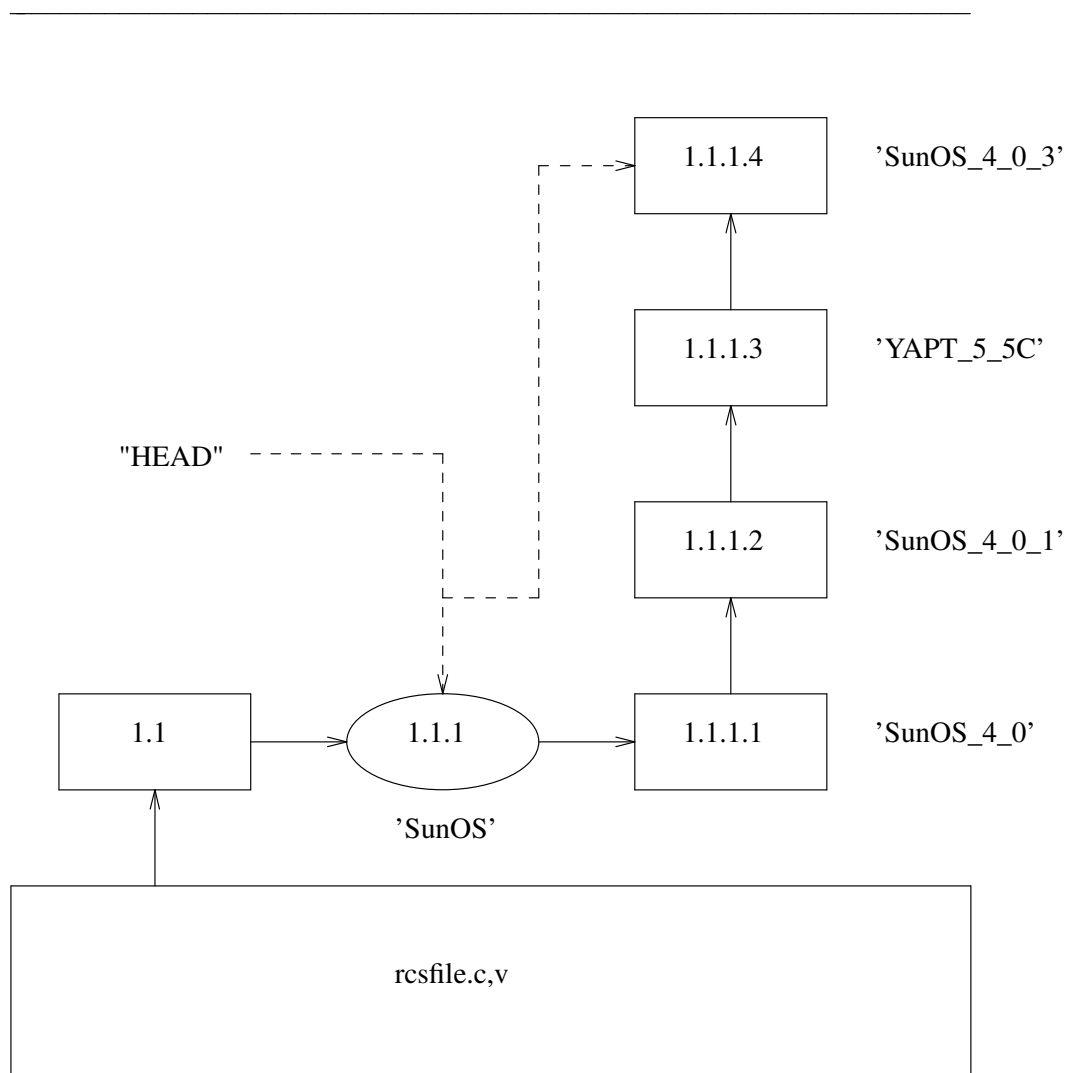 1.1.1.4 ’SunOS_4_0_3’
1.1.1.3 ’YAPT_5_5C’
"HEAD"
1.1.1.2 ’SunOS_4_0_1’
1.1 1.1.1 1.1.1.1 ’SunOS_4_0’
’SunOS’
rcsfile.c,v